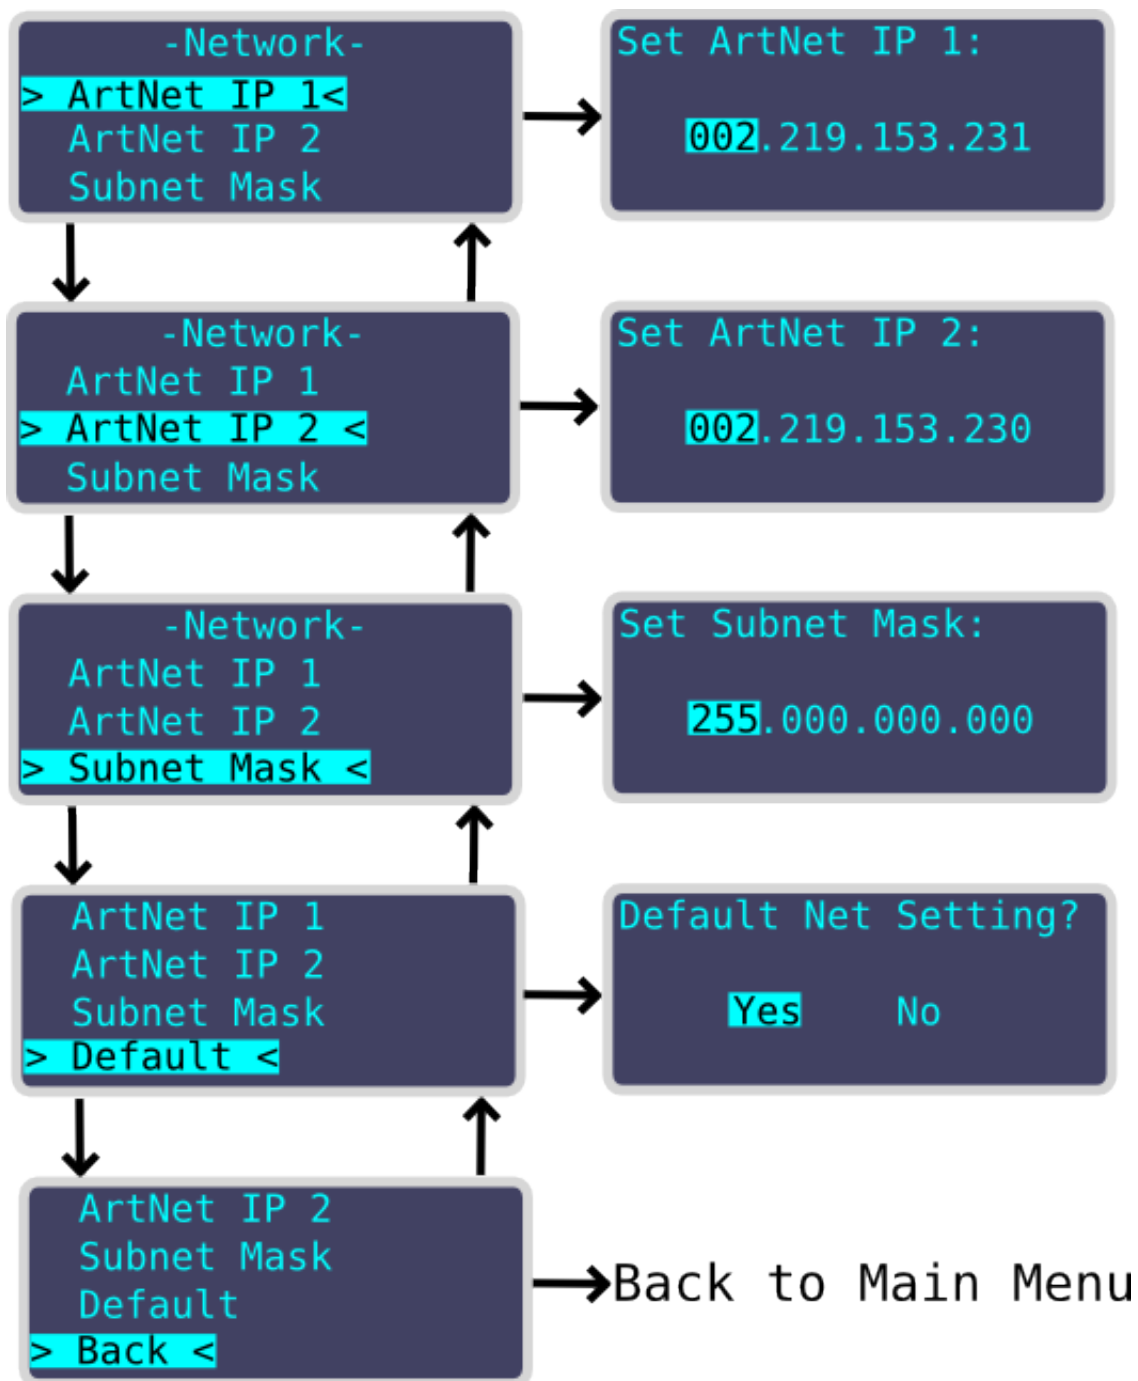 -Network-
> ArtNet IP 1<
ArtNet IP 2
Subnet Mask
Set ArtNet IP 1:
002.219.153.231
-Network-
ArtNet IP 1
> ArtNet IP 2 <
Subnet Mask
Set ArtNet IP 2:
002.219.153.230
-Network-
ArtNet IP 1
ArtNet IP 2
> Subnet Mask <
Set Subnet Mask:
255.000.000.000
ArtNet IP 1
ArtNet IP 2
Subnet Mask
> Default <
Default Net Setting?
Yes No
ArtNet IP 2
Subnet Mask
Default
> Back <
Back to Main Menu